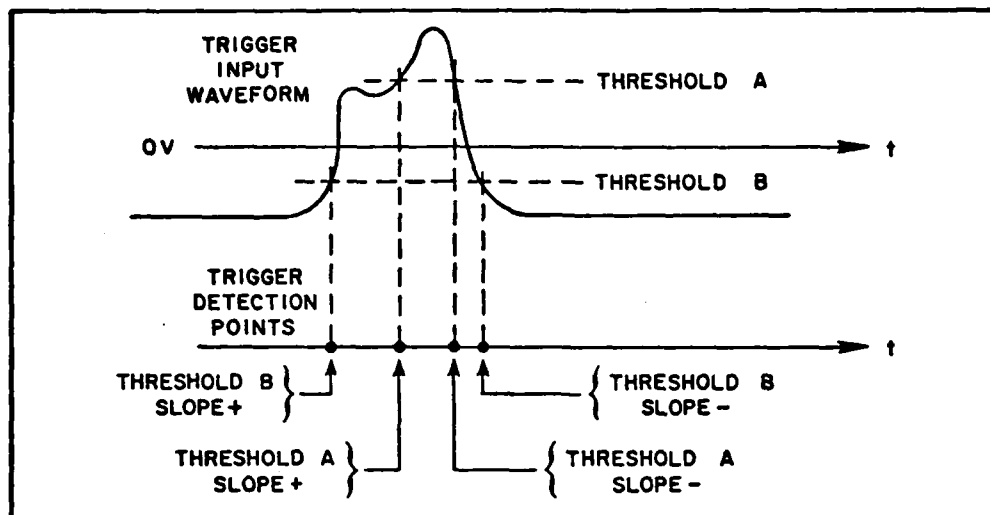 TRIGGER
INPUT
WAVEFORM
THRESHOLD A
0V
t
THRESHOLD B
TRIGGER
DETECTION
POINTS
t
THRESHOLD B
SLOPE+
THRESHOLD B
SLOPE-
THRESHOLD A
SLOPE+
THRESHOLD A
SLOPE-